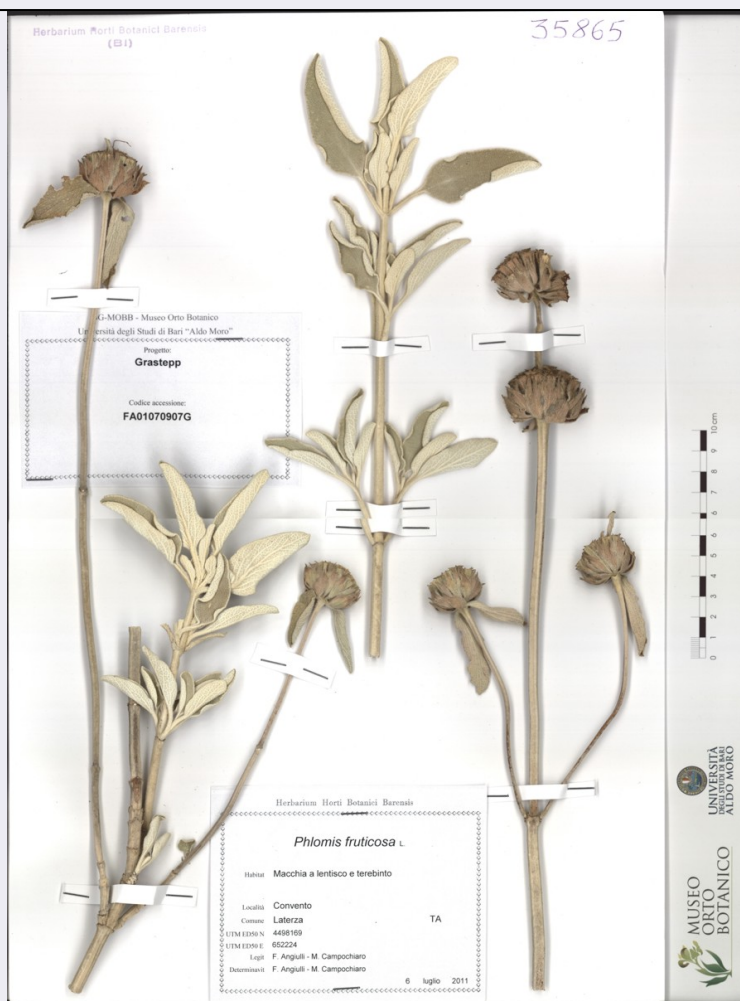 Herbarium Horti Botanici Barensis
(BI)
35865
SG-MOBB - Museo Orto Botanico
Università degli Studi di Bari "Aldo Moro"
Progetto:
Grastepp
Codice accessione:
FA01070907G
Herbarium Horti Botanici Barensis
Phlomis fruticosa L.
Habitat Macchia a lentisco e terebinto
Località Convento
Comune Laterza TA
UTM ED50 N 4498169
UTM ED50 E 652224
Legit F. Angiulli - M. Campochiaro
Determinavit F. Angiulli - M. Campochiaro
6 luglio 2011
0 1 2 3 4 5 6 7 8 9 10 cm
UNIVERSITÀ
DEGLI STUDI DI BARI
ALDO MORO
MUSEO
ORTO
BOTANICO